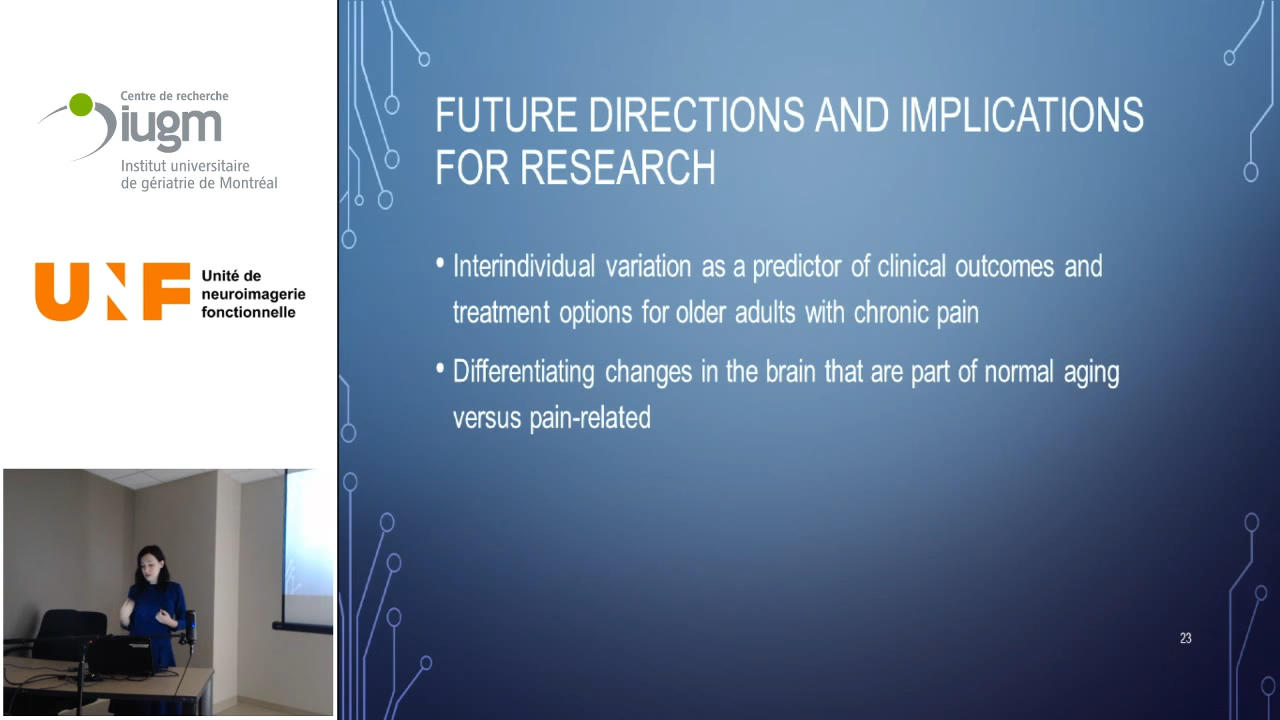 Centre de recherche
iugm
Institut universitaire
de gériatrie de Montréal
UNF
Unité de
neuroimagerie
fonctionnelle
FUTURE DIRECTIONS AND IMPLICATIONS
FOR RESEARCH
• Interindividual variation as a predictor of clinical outcomes and
treatment options for older adults with chronic pain
• Differentiating changes in the brain that are part of normal aging
versus pain-related
23